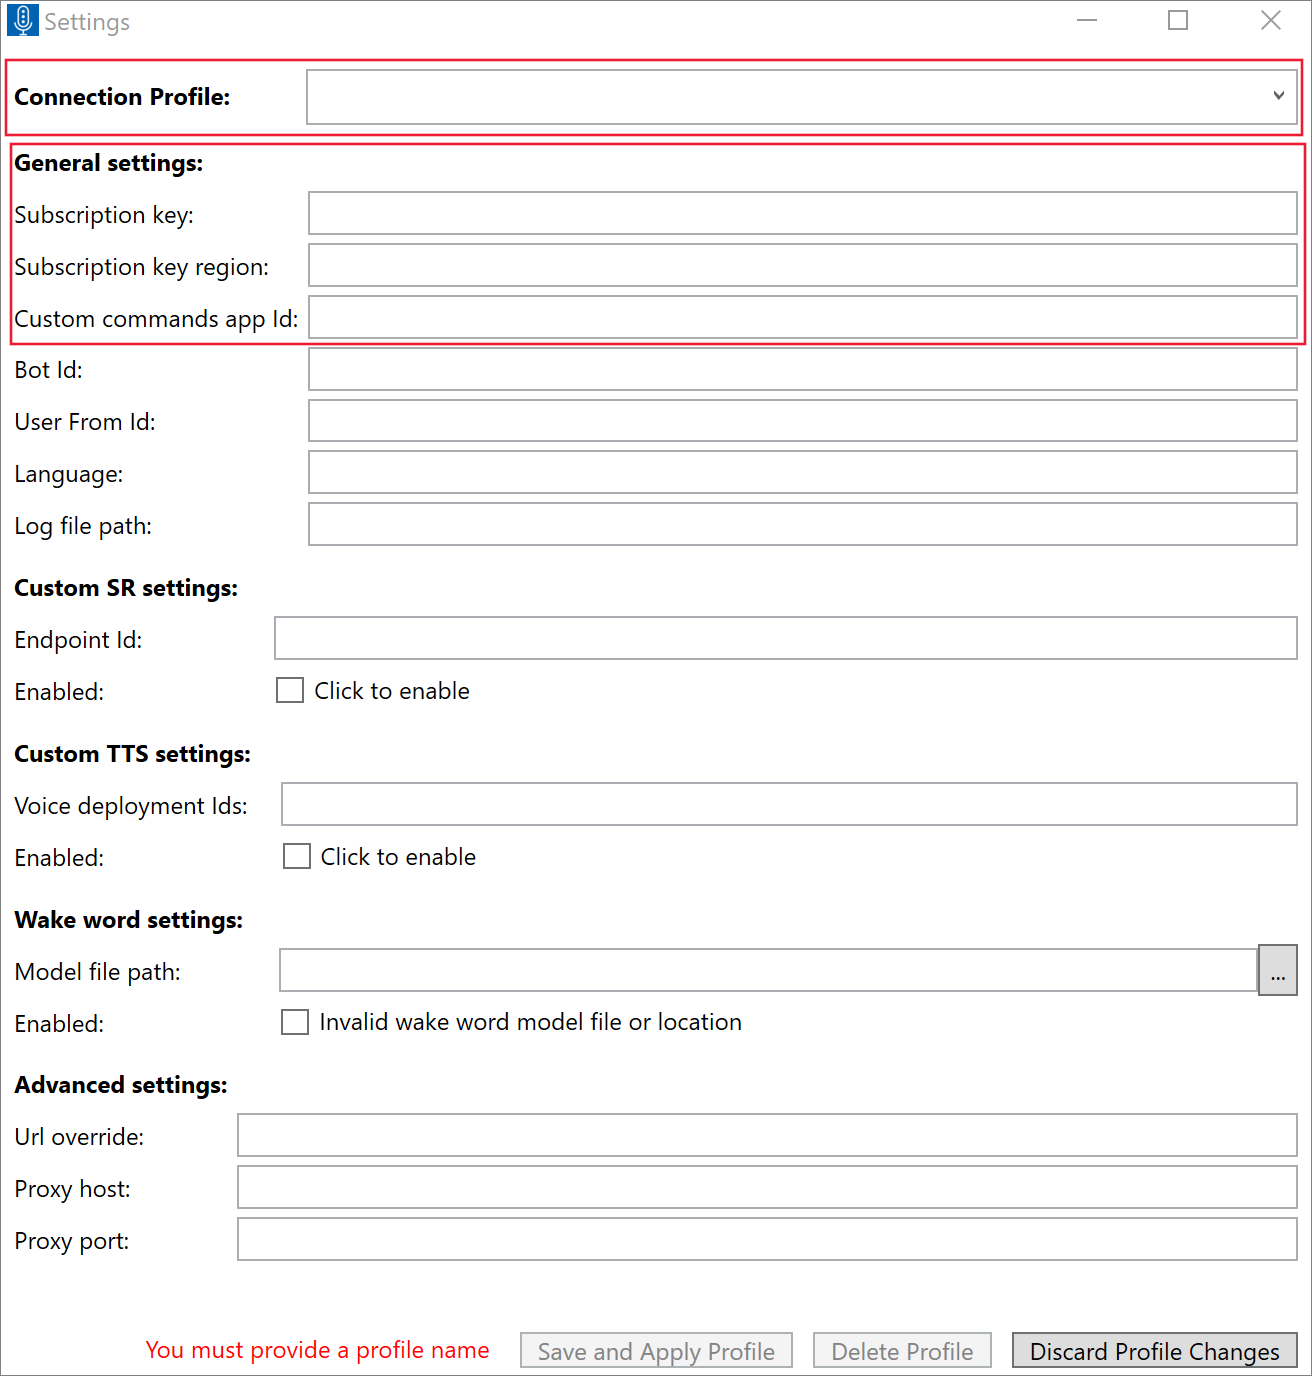 Settings
Connection Profile:
General settings:
Subscription key:
Subscription key region:
Custom commands app Id:
Bot Id:
User From Id:
Language:
Log file path:
Custom SR settings:
Endpoint Id:
Enabled: Click to enable
Custom TTS settings:
Voice deployment Ids:
Enabled: Click to enable
Wake word settings:
Model file path: ...
Enabled: Invalid wake word model file or location
Advanced settings:
Url override:
Proxy host:
Proxy port:
You must provide a profile name Save and Apply Profile Delete Profile Discard Profile Changes